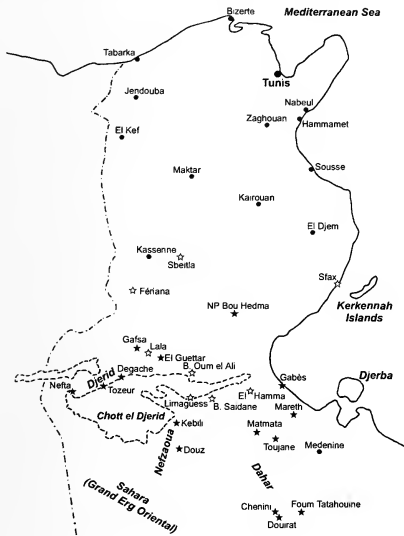 Mediterranean Sea
Bizerte
Tabarka
Tunis
Jendouba
Nabeul
Zaghouan
Hammamet
El Kef
Sousse
Maktar
Kairouan
El Djem
Kassenne
Sbeitla
Sfax
Fériana
Kerkennah
Islands
NP Bou Hedma
Gafsa
Lala
El Guettar
Degache
B. Oum el Ali
Djerid
Nefta
Tozeur
Gabès
Djerba
El Hamma
Limaguess
B. Saidane
Mareth
Chott el Djerid
Kebili
Matmata
Toujane
Nefzaoua
Douz
Medenine
Dahar
Sahara
(Grand Erg Oriental)
Chenini
Foum Tatahouine
Douirat